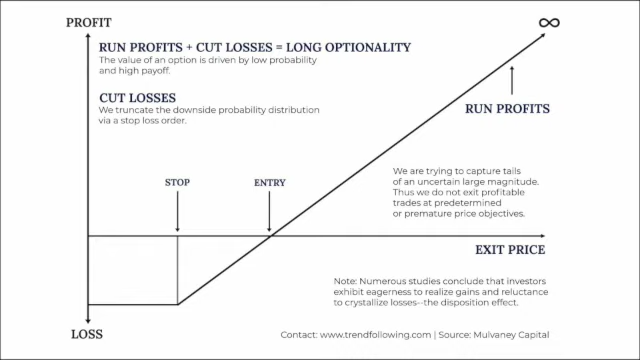 PROFIT
∞
RUN PROFITS + CUT LOSSES = LONG OPTIONALITY
The value of an option is driven by low probability
and high payoff.
CUT LOSSES
We truncate the downside probability distribution
via a stop loss order.
RUN PROFITS
We are trying to capture tails
of an uncertain large magnitude.
Thus we do not exit profitable
trades at predetermined
or premature price objectives.
STOP
ENTRY
EXIT PRICE
Note: Numerous studies conclude that investors
exhibit eagerness to realize gains and reluctance
to crystallize losses--the disposition effect.
LOSS
Contact: www.trendfollowing.com | Source: Mulvaney Capital